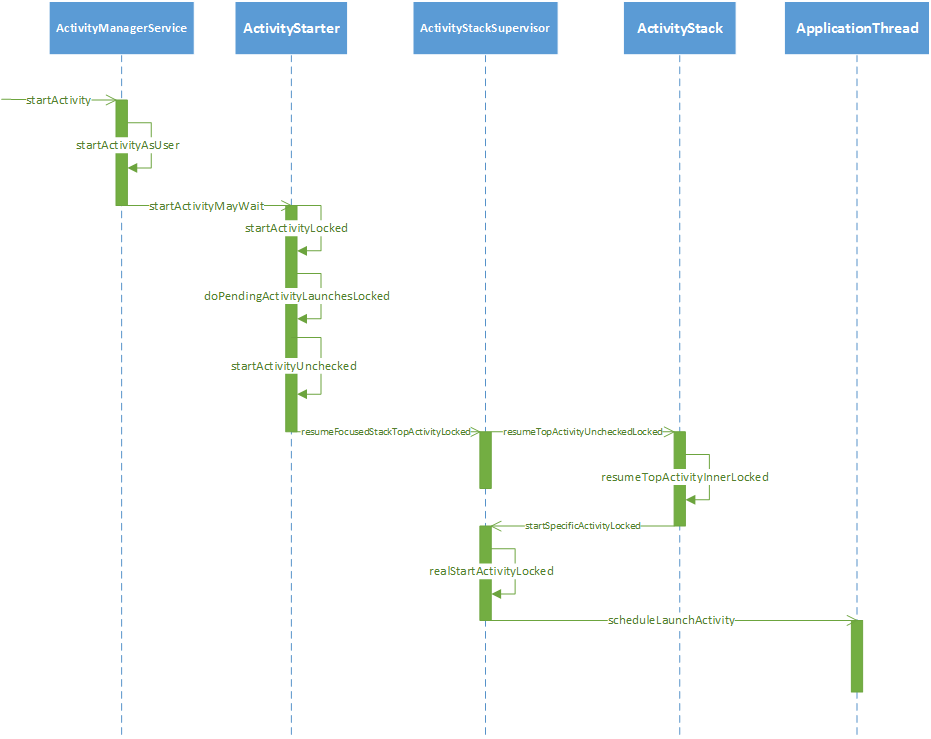 ActivityManagerService
ActivityStarter
ActivityStackSupervisor
ActivityStack
ApplicationThread
startActivity
startActivityAsUser
startActivityMayWait
startActivityLocked
doPendingActivityLaunchesLocked
startActivityUnchecked
resumeFocusedStackTopActivityLocked
resumeTopActivityUncheckedLocked
resumeTopActivityInnerLocked
startSpecificActivityLocked
realStartActivityLocked
scheduleLaunchActivity